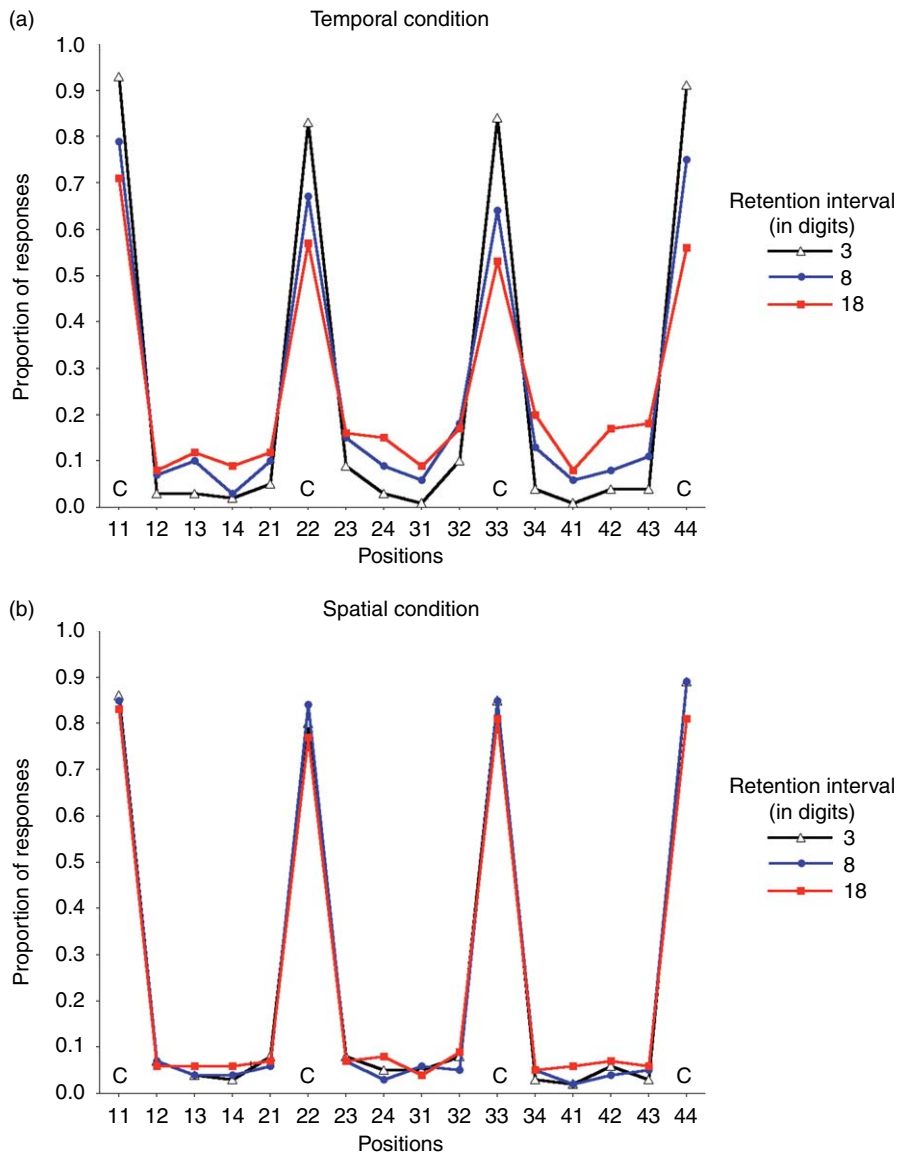 (a)
Temporal condition
1.0
0.9
0.8
0.7
0.6
0.5
0.4
0.3
0.2
0.1
0.0
Proportion of responses
C C C C
11 12 13 14 21 22 23 24 31 32 33 34 41 42 43 44
Positions
Retention interval
(in digits)
3
8
18
(b)
Spatial condition
1.0
0.9
0.8
0.7
0.6
0.5
0.4
0.3
0.2
0.1
0.0
Proportion of responses
C C C C
11 12 13 14 21 22 23 24 31 32 33 34 41 42 43 44
Positions
Retention interval
(in digits)
3
8
18